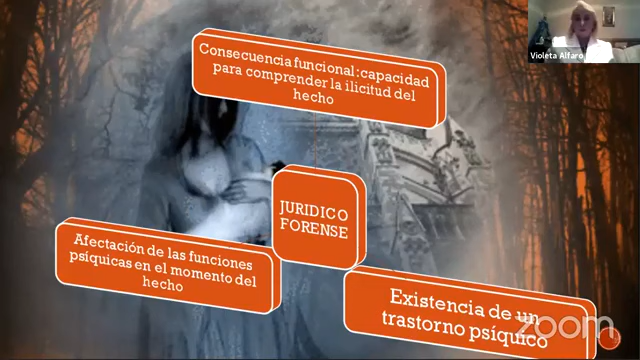 Consecuencia funcional: capacidad
para comprender la ilicitud del
hecho
Violeta Alfaro
JURIDICO
FORENSE
Afectación de las funciones
psíquicas en el momento del
hecho
Existencia de un
trastorno psíquico
zoom